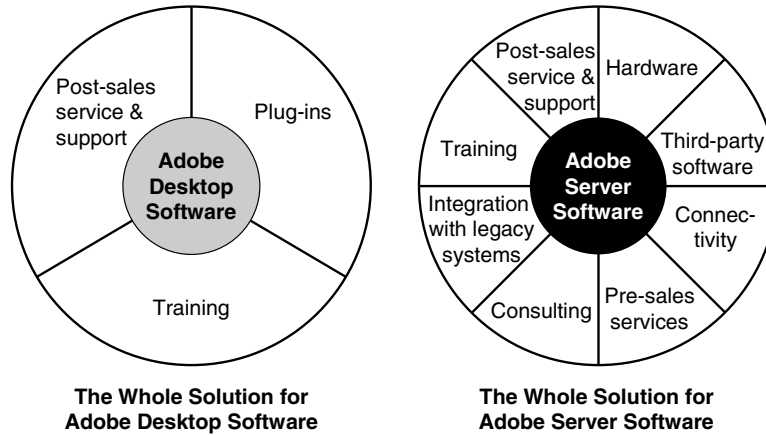 Post-sales
service &
support
Plug-ins
Adobe
Desktop
Software
Training
The Whole Solution for
Adobe Desktop Software
Post-sales
service &
support
Hardware
Training
Third-party
software
Adobe
Server
Software
Integration
with legacy
systems
Connec-
tivity
Consulting
Pre-sales
services
The Whole Solution for
Adobe Server Software